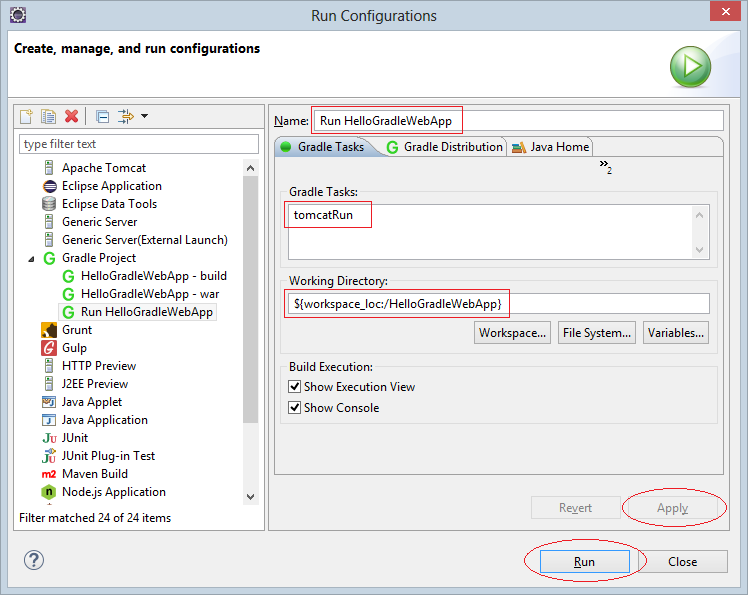 Run Configurations
Create, manage, and run configurations
type filter text
Apache Tomcat
Eclipse Application
Eclipse Data Tools
Generic Server
Generic Server(External Launch)
Gradle Project
HelloGradleWebApp - build
HelloGradleWebApp - war
Run HelloGradleWebApp
Grunt
Gulp
HTTP Preview
J2EE Preview
Java Applet
Java Application
JUnit
JUnit Plug-in Test
Maven Build
Node.js Application
Filter matched 24 of 24 items
Name: Run HelloGradleWebApp
Gradle Tasks Gradle Distribution Java Home
»2
Gradle Tasks:
tomcatRun
Working Directory:
${workspace_loc:/HelloGradleWebApp}
Workspace... File System... Variables...
Build Execution:
Show Execution View
Show Console
Revert Apply
Run Close